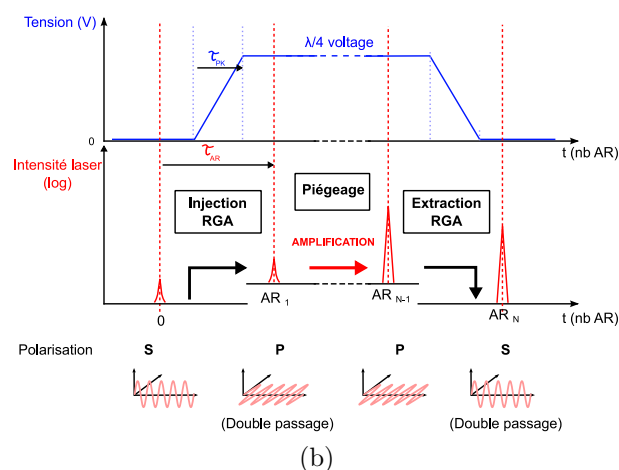 Tension (V)
λ/4 voltage
τPK
0
t (nb AR)
Intensité laser
(log)
τAR
Injection
RGA
Piégeage
Extraction
RGA
AMPLIFICATION
AR 1
AR N-1
AR N
0
t (nb AR)
Polarisation
S
P
P
S
(Double passage)
(Double passage)
(b)